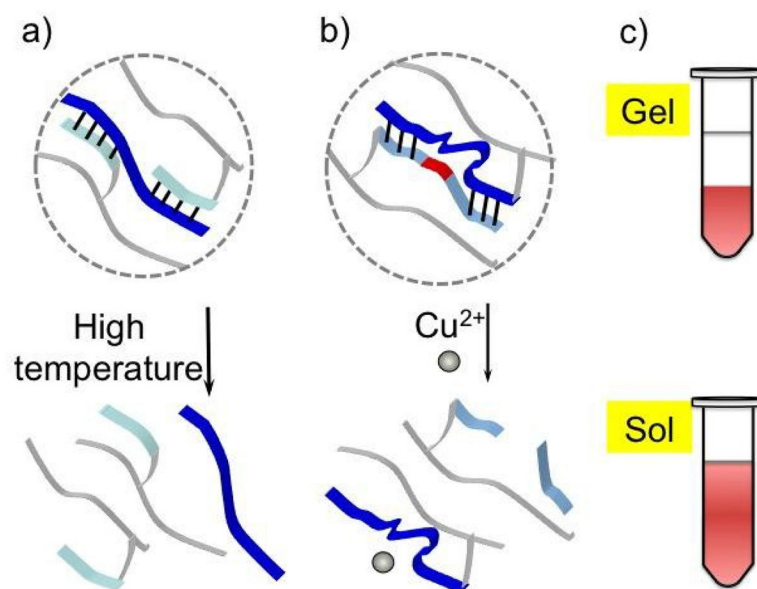 a)
b)
c)
Gel
High
temperature
Cu²⁺
Sol